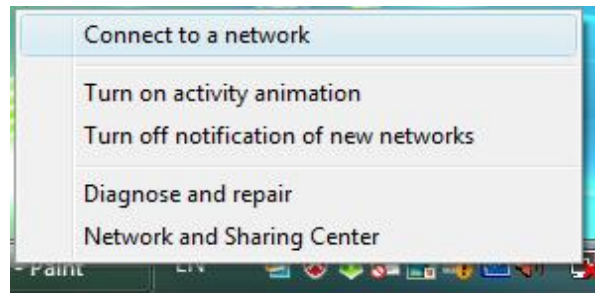 Connect to a network
Turn on activity animation
Turn off notification of new networks
Diagnose and repair
Network and Sharing Center
- Paint
EN